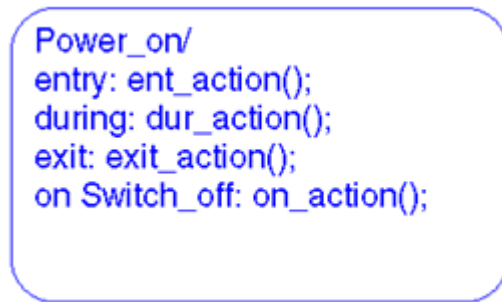 Power_on/
entry: ent_action();
during: dur_action();
exit: exit_action();
on Switch_off: on_action();